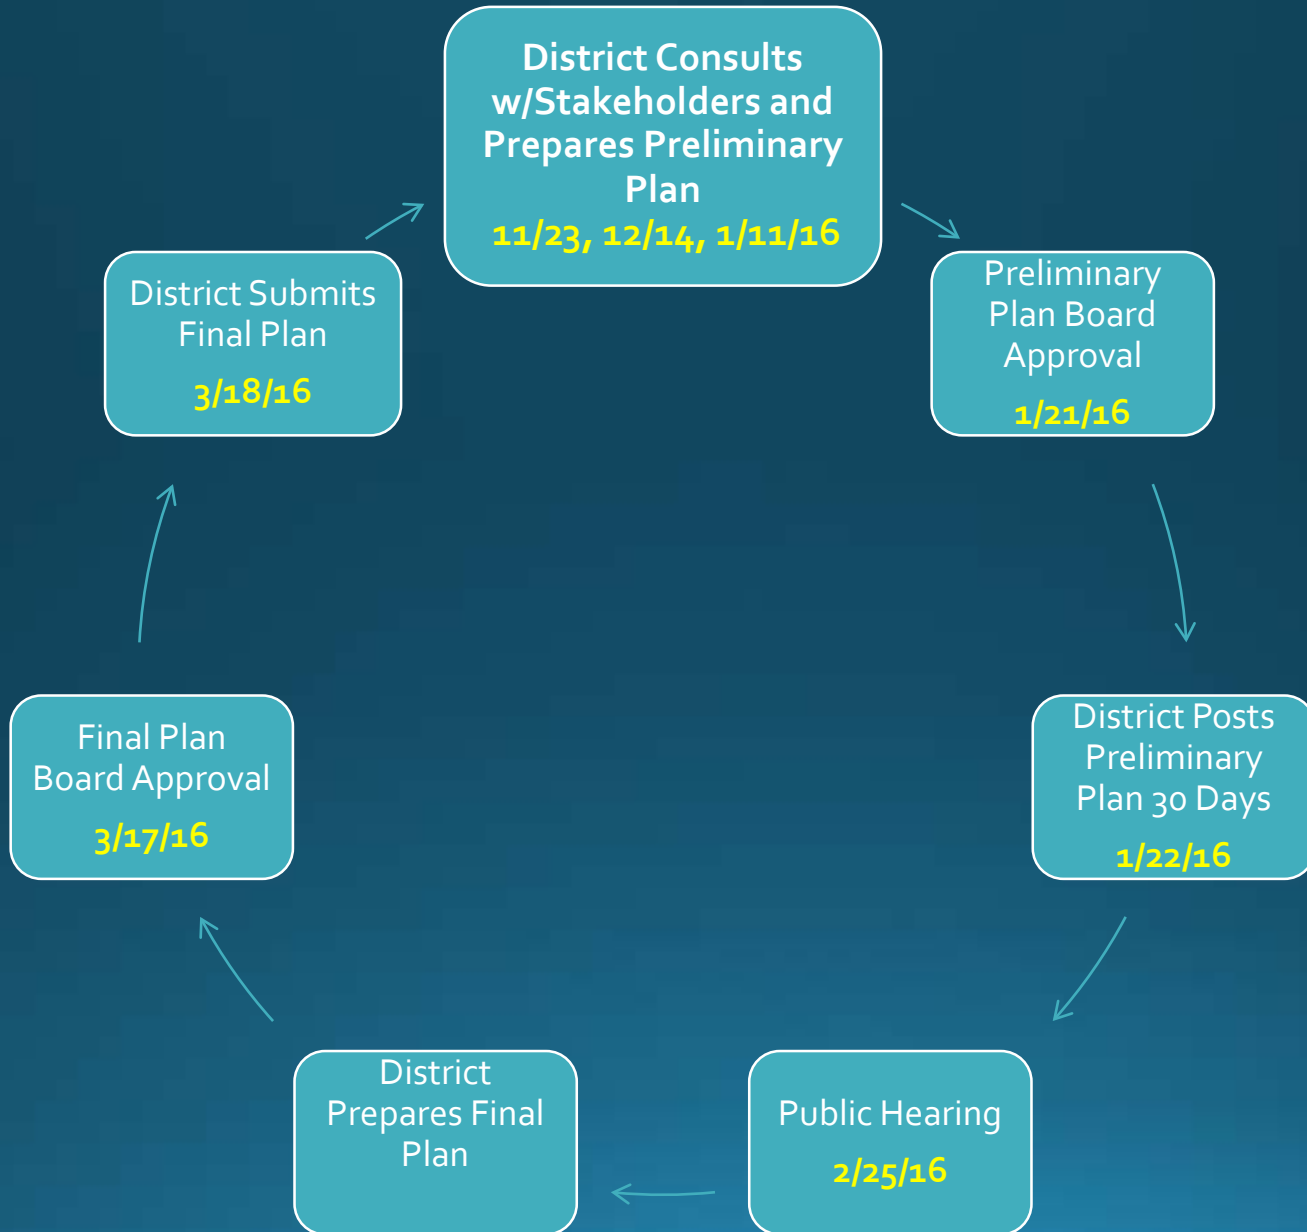 District Consults
w/Stakeholders and
Prepares Preliminary
Plan
11/23, 12/14, 1/11/16
Preliminary
Plan Board
Approval
1/21/16
District Posts
Preliminary
Plan 30 Days
1/22/16
Public Hearing
2/25/16
District
Prepares Final
Plan
Final Plan
Board Approval
3/17/16
District Submits
Final Plan
3/18/16